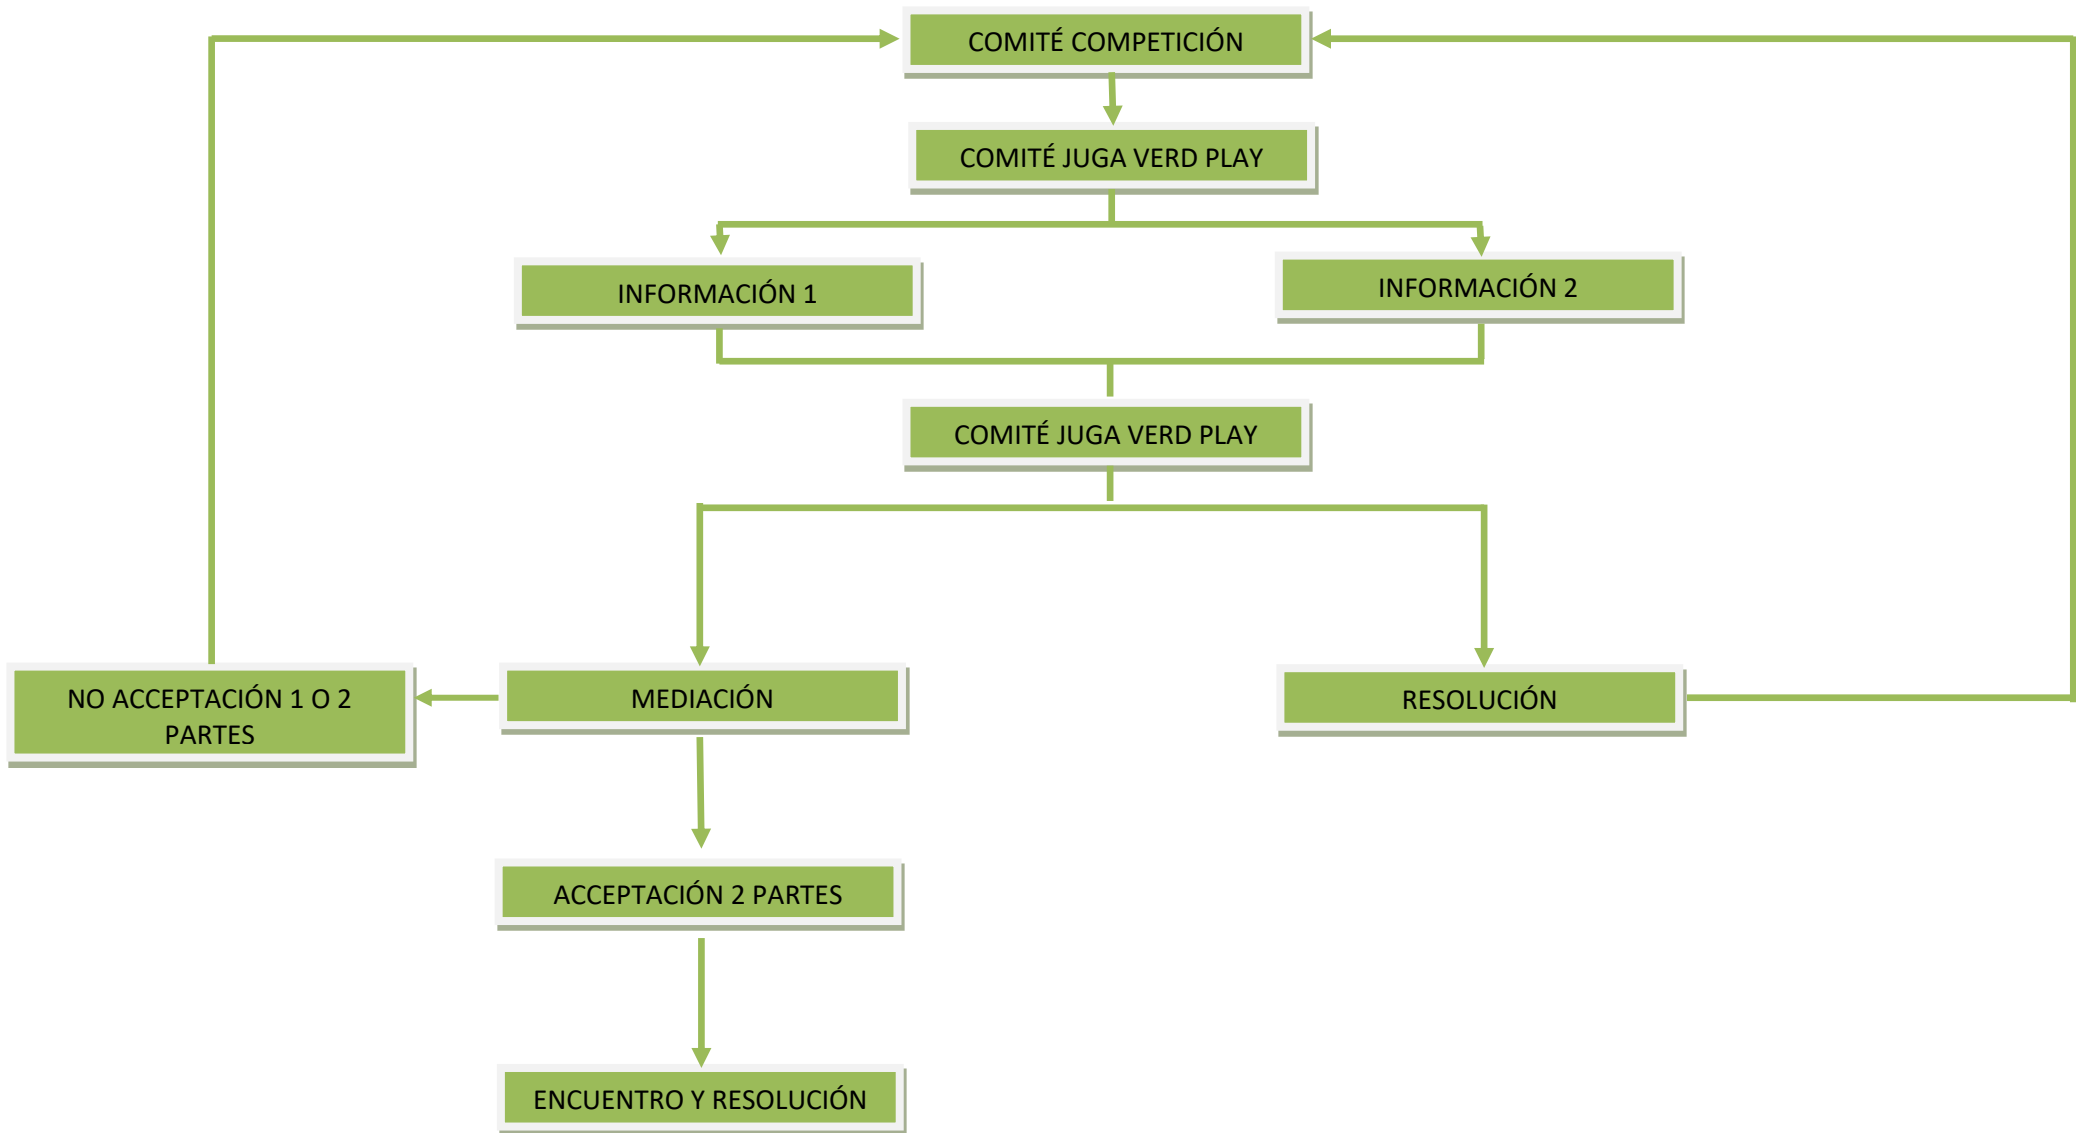 COMITÉ COMPETICIÓN
COMITÉ JUGA VERD PLAY
INFORMACIÓN 1
INFORMACIÓN 2
COMITÉ JUGA VERD PLAY
NO ACCEPTACIÓN 1 O 2
PARTES
MEDIACIÓN
RESOLUCIÓN
ACCEPTACIÓN 2 PARTES
ENCUENTRO Y RESOLUCIÓN